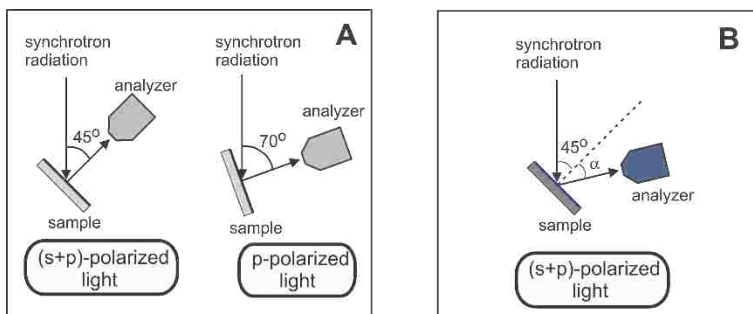 A
synchrotron
radiation
analyzer
45°
sample
(s+p)-polarized
light
synchrotron
radiation
analyzer
70°
sample
p-polarized
light
B
synchrotron
radiation
45°
α
analyzer
sample
(s+p)-polarized
light